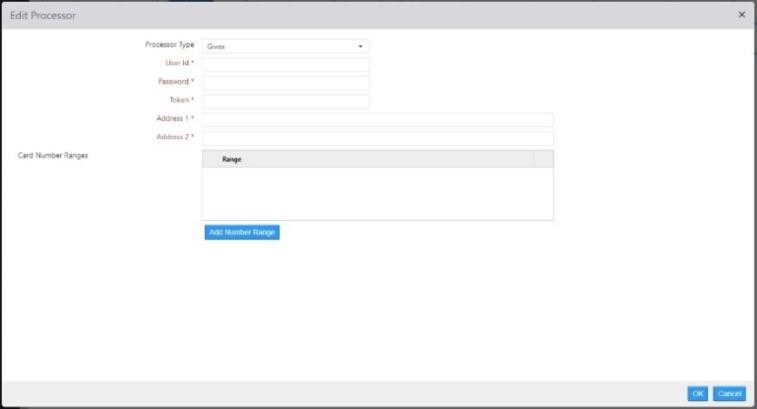 Edit Processor
Processor Type Givex
User Id *
Password *
Token *
Address 1 *
Address 2 *
Card Number Ranges
Range
Add Number Range
OK Cancel